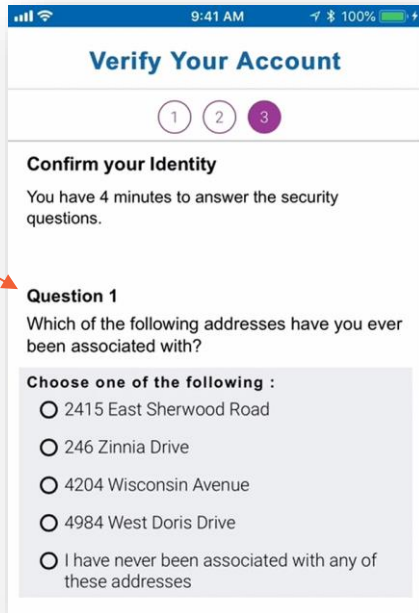 9:41 AM 100%
Verify Your Account
1 2 3
Confirm your Identity
You have 4 minutes to answer the security
questions.
Question 1
Which of the following addresses have you ever
been associated with?
Choose one of the following :
2415 East Sherwood Road
246 Zinnia Drive
4204 Wisconsin Avenue
4984 West Doris Drive
I have never been associated with any of
these addresses